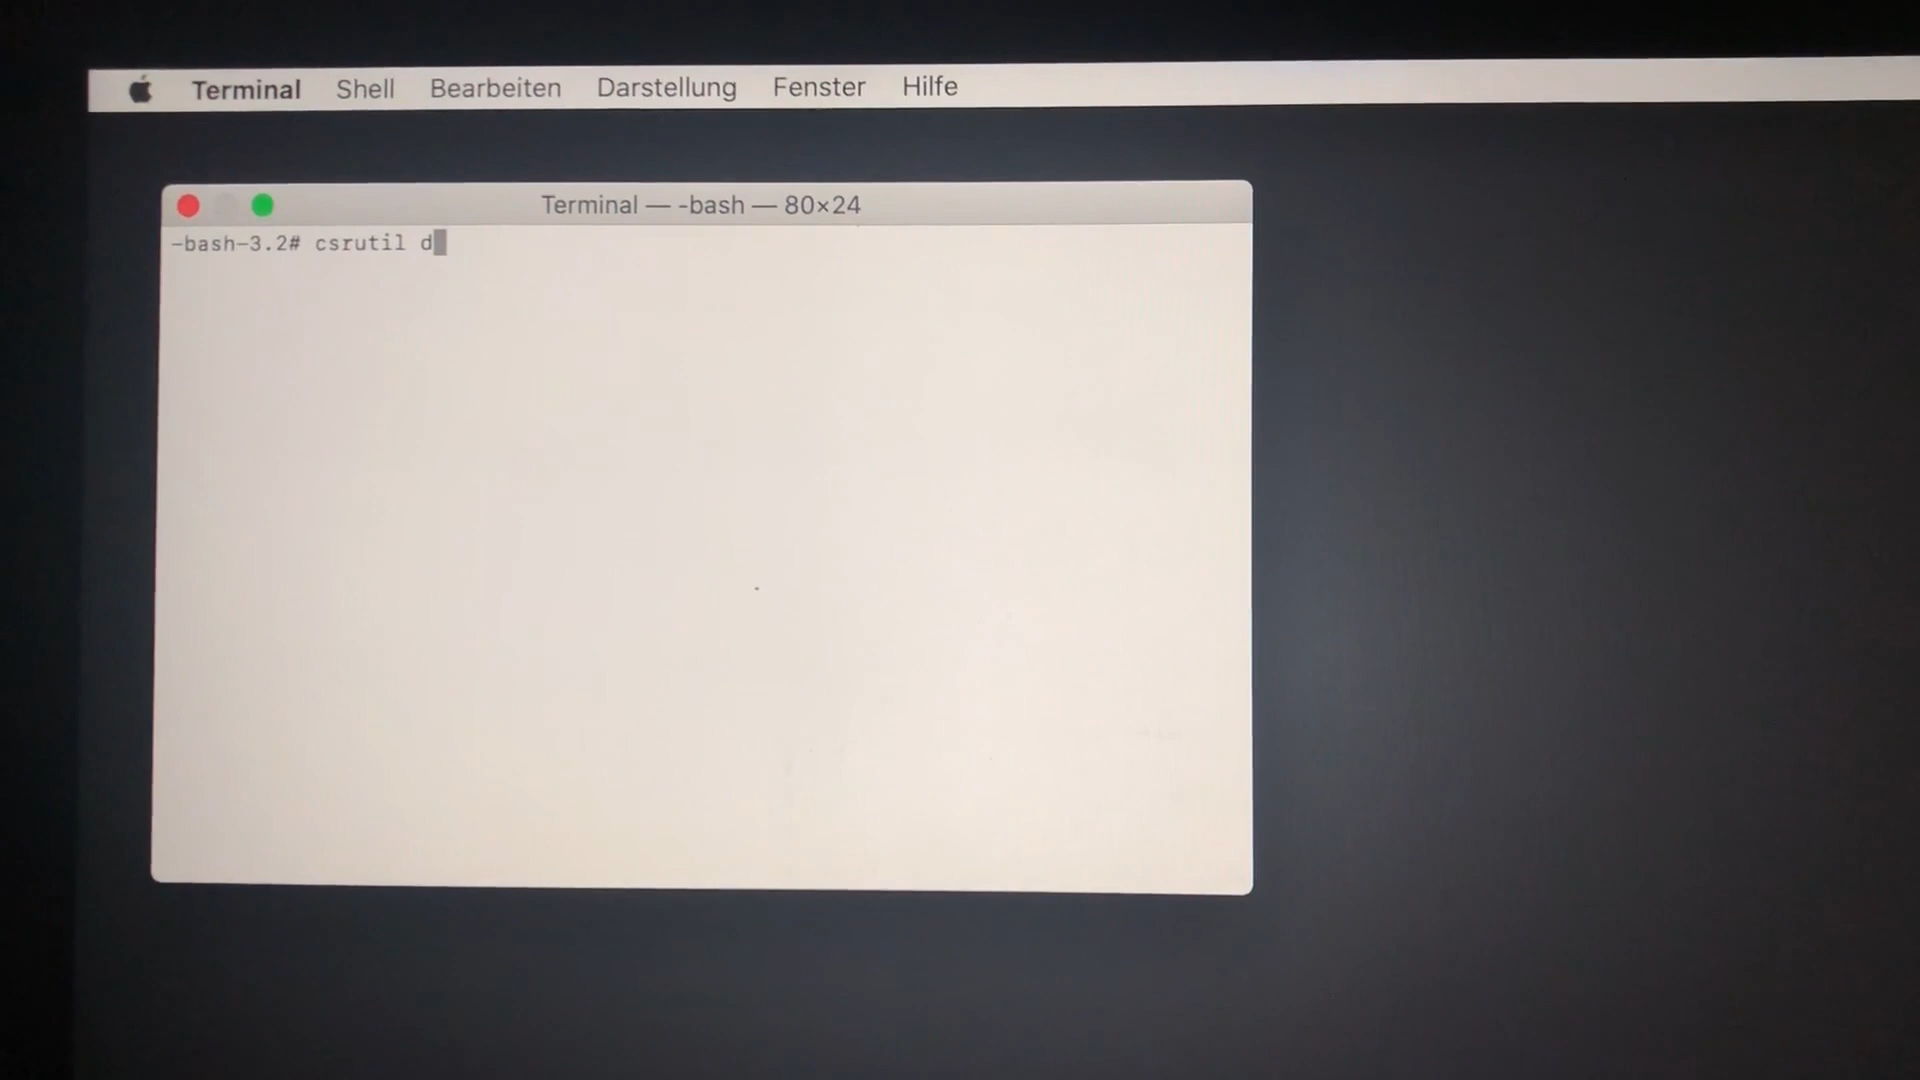 Terminal Shell Bearbeiten Darstellung Fenster Hilfe
Terminal — -bash — 80×24
-bash-3.2# csrutil d